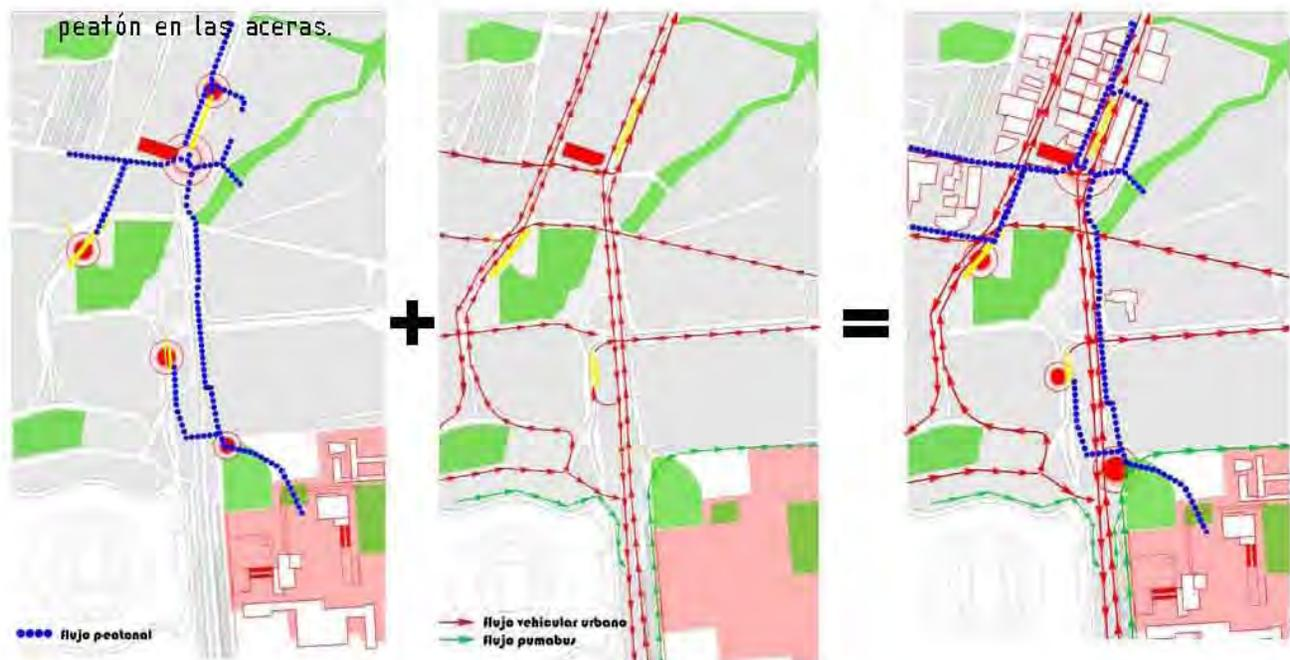 peatón en las aceras.
flujo peatonal
flujo vehicular urbano
flujo pumabus